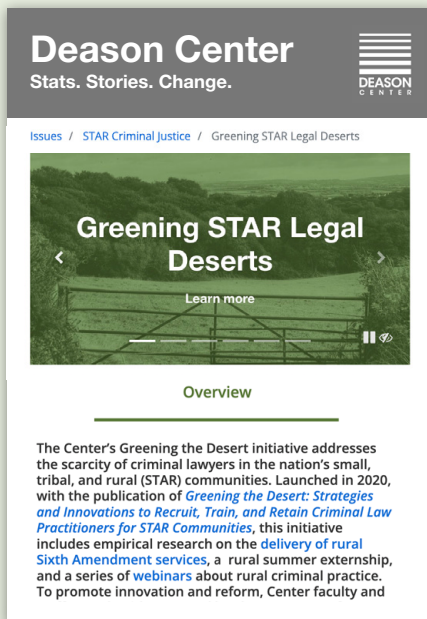 Deason Center
Stats. Stories. Change.
DEASON
CENTER
Issues / STAR Criminal Justice / Greening STAR Legal Deserts
Greening STAR Legal
Deserts
Learn more
Overview
The Center's Greening the Desert initiative addresses
the scarcity of criminal lawyers in the nation's small,
tribal, and rural (STAR) communities. Launched in 2020,
with the publication of Greening the Desert: Strategies
and Innovations to Recruit, Train, and Retain Criminal Law
Practitioners for STAR Communities, this initiative
includes empirical research on the delivery of rural
Sixth Amendment services, a rural summer externship,
and a series of webinars about rural criminal practice.
To promote innovation and reform, Center faculty and